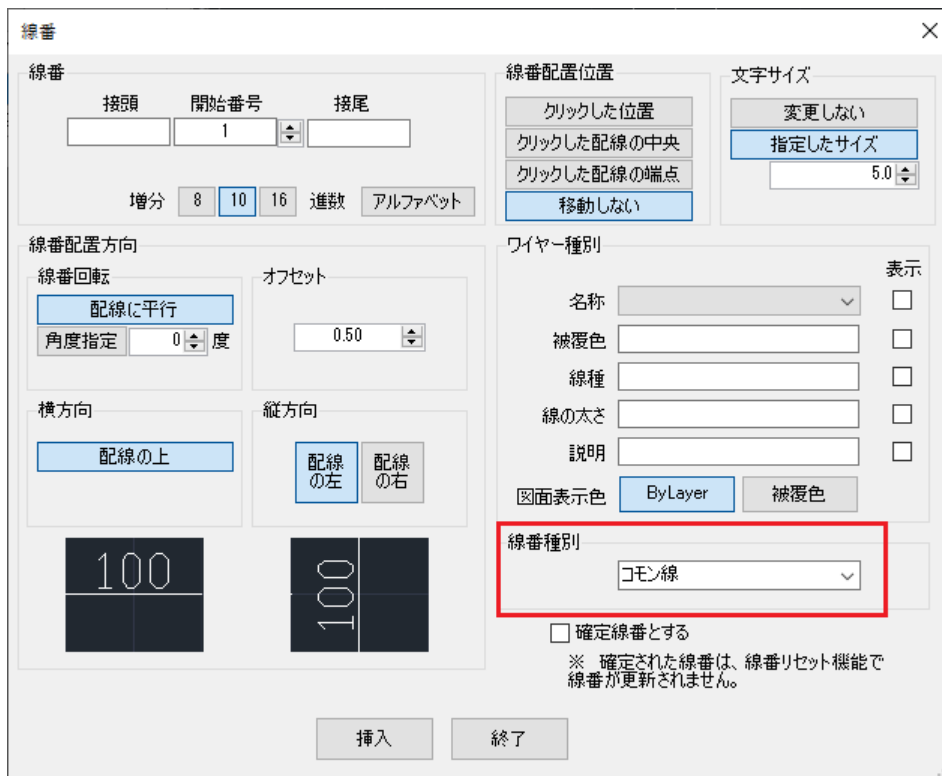 線番
線番
接頭 開始番号 接尾
1
増分 8 10 16 進数 アルファベット
線番配置位置
クリックした位置
クリックした配線の中央
クリックした配線の端点
移動しない
文字サイズ
変更しない
指定したサイズ
5.0
線番配置方向
線番回転
配線に平行
角度指定 0 度
オフセット
0.50
横方向
配線の上
縦方向
配線の左
配線の右
100
100
ワイヤー種別
表示
名称
被覆色
線種
線の太さ
説明
図面表示色 ByLayer 被覆色
線番種別
コモン線
確定線番とする
※ 確定された線番は、線番リセット機能で
線番が更新されません。
挿入 終了